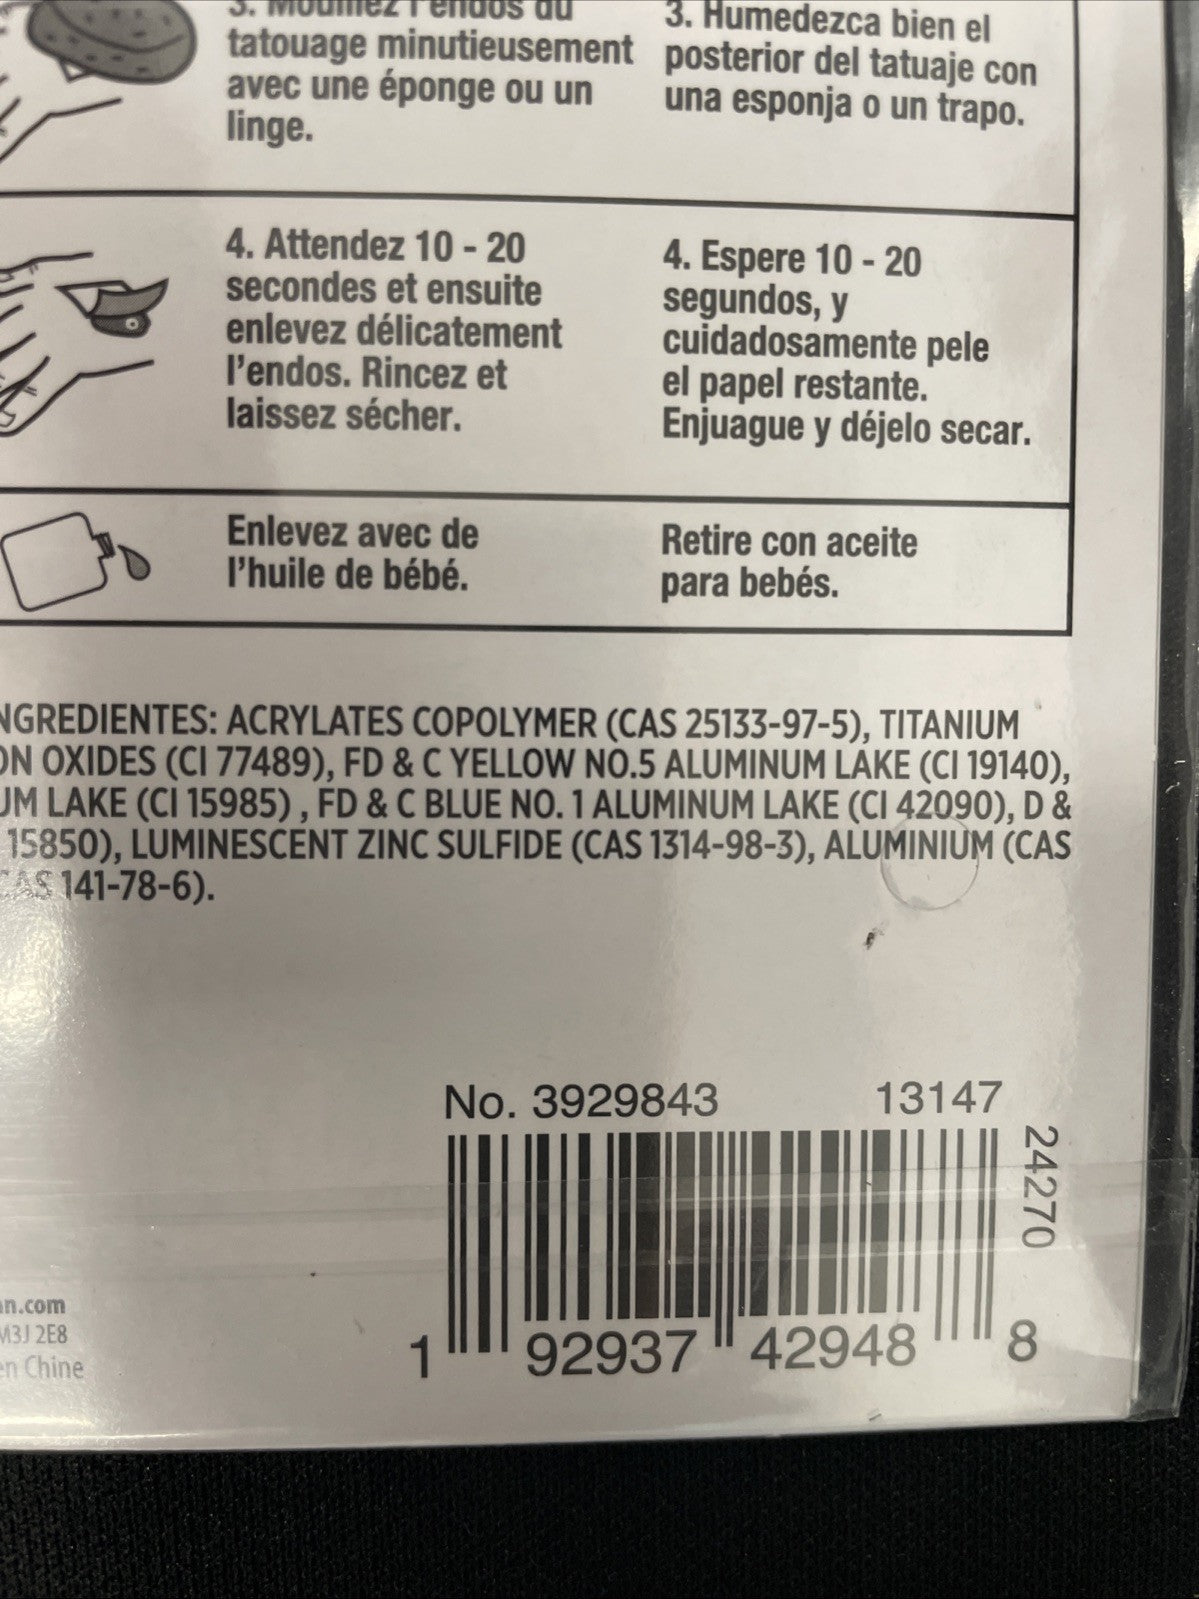 3. Mouillez l'endos du
tatouage minutieusement
avec une éponge ou un
linge.
3. Humedezca bien el
posterior del tatuaje con
una esponja o un trapo.
4. Attendez 10 - 20
secondes et ensuite
enlevez délicatement
l'endos. Rincez et
laissez sécher.
4. Espere 10 - 20
segundos, y
cuidadosamente pele
el papel restante.
Enjuague y déjelo secar.
Enlevez avec de
l'huile de bébé.
Retire con aceite
para bebés.
NGREDIENTES: ACRYLATES COPOLYMER (CAS 25133-97-5), TITANIUM
ON OXIDES (CI 77489), FD & C YELLOW NO.5 ALUMINUM LAKE (CI 19140),
UM LAKE (CI 15985) , FD & C BLUE NO. 1 ALUMINUM LAKE (CI 42090), D &
15850), LUMINESCENT ZINC SULFIDE (CAS 1314-98-3), ALUMINIUM (CAS
CAS 141-78-6).
No. 3929843 13147
24270
1 92937 42948 8
an.com
M3J 2E8
en Chine